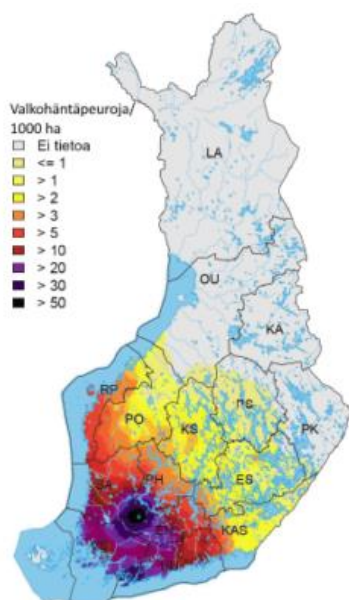 Valkohäntäpeuroja/
1000 ha
Ei tietoa
<= 1
> 1
> 2
> 3
> 5
> 10
> 20
> 30
> 50
LA
OU
KA
RP
PO
KS
PS
PK
PH
ES
SA
KAS